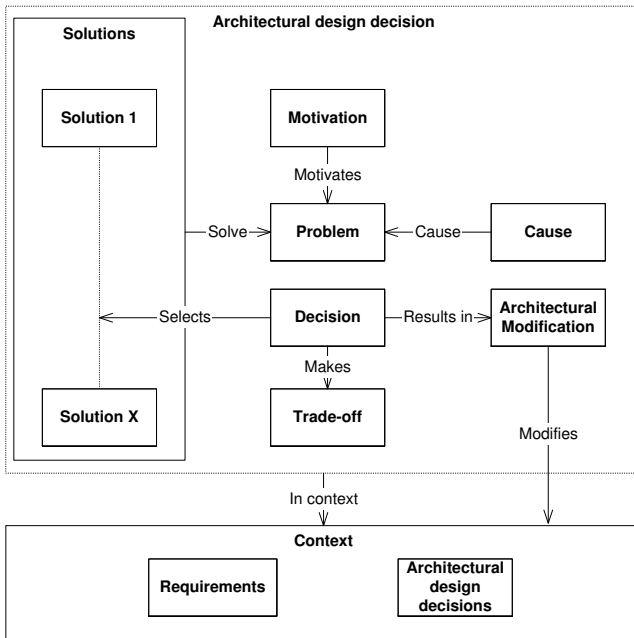 Architectural design decision
Solutions
Solution 1
Motivation
Motivates
Solve
Problem
Cause
Cause
Selects
Decision
Results in
Architectural
Modification
Makes
Solution X
Trade-off
Modifies
In context
Context
Requirements
Architectural
design
decisions